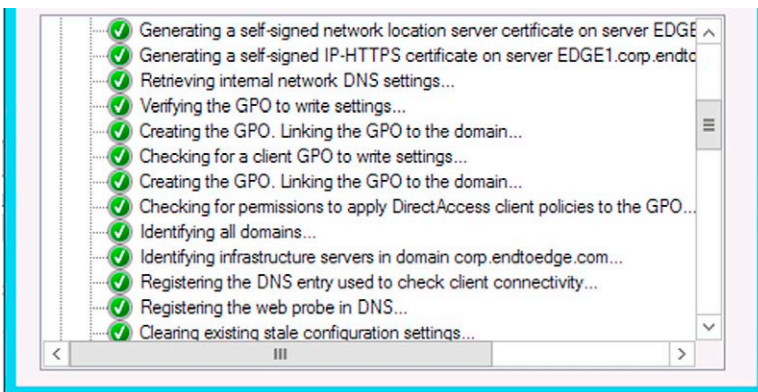 Generating a self-signed network location server certificate on server EDGE
Generating a self-signed IP-HTTPS certificate on server EDGE1.corp.endto
Retrieving internal network DNS settings...
Verifying the GPO to write settings...
Creating the GPO. Linking the GPO to the domain...
Checking for a client GPO to write settings...
Creating the GPO. Linking the GPO to the domain...
Checking for permissions to apply DirectAccess client policies to the GPO...
Identifying all domains...
Identifying infrastructure servers in domain corp.endtoedge.com...
Registering the DNS entry used to check client connectivity...
Registering the web probe in DNS...
Clearing existing stale configuration settings...